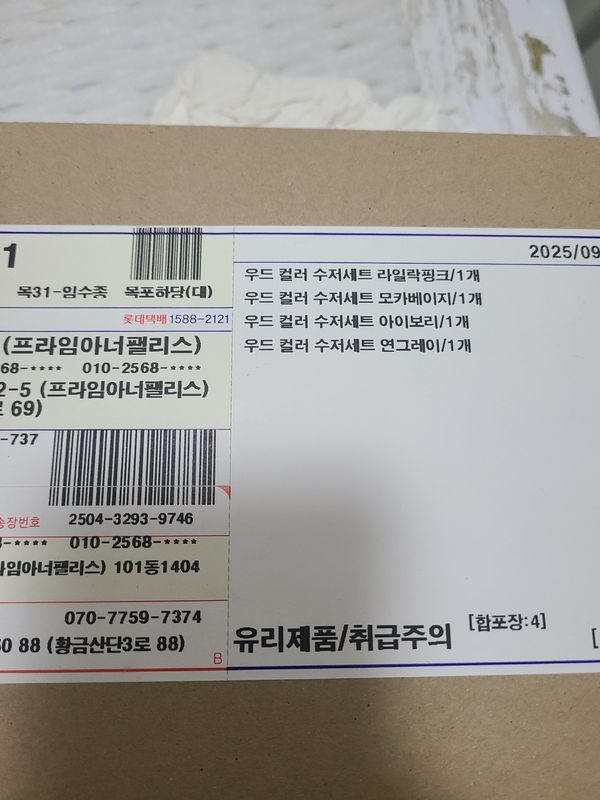 1
목31-임수종 목포하당(대)
롯데택배 1588-2121
(프라임아너팰리스)
68-**** 010-2568-****
2-5 (프라임아너팰리스)
로 69)
-737
송장번호 2504-3293-9746
8-**** 010-2568-****
라임아너팰리스) 101동1404
070-7759-7374
60 88 (황금산단3로 88)
B
2025/09
우드 컬러 수저세트 라일락핑크/1개
우드 컬러 수저세트 모카베이지/1개
우드 컬러 수저세트 아이보리/1개
우드 컬러 수저세트 연그레이/1개
유리제품/취급주의 [합포장:4] [